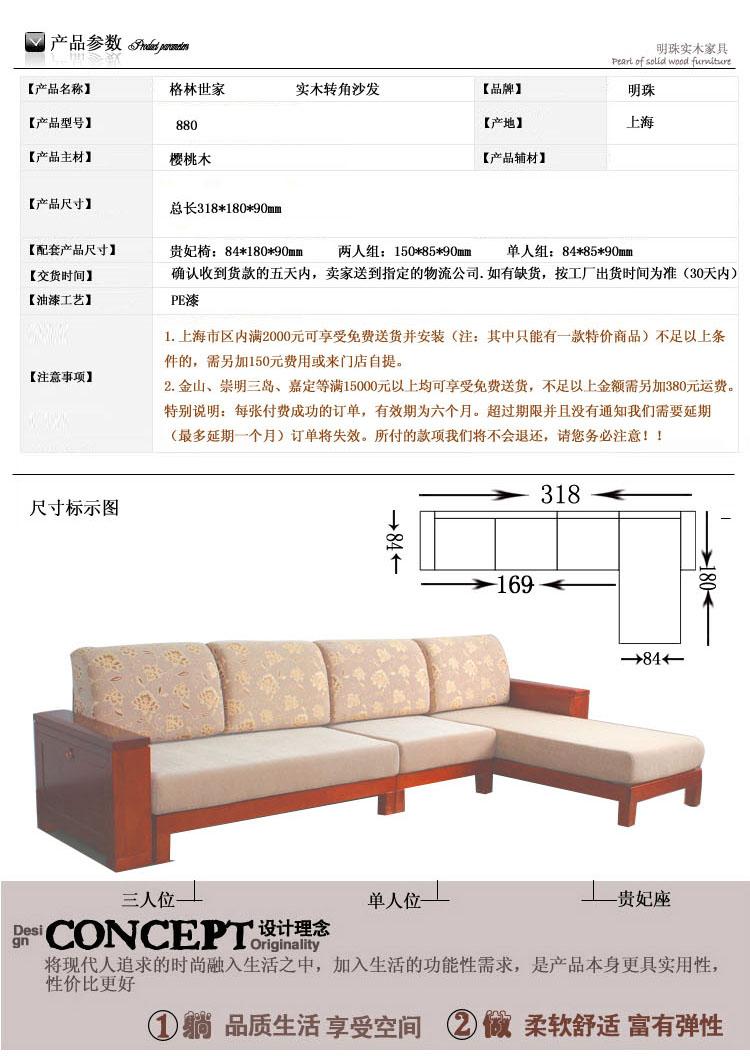 产品参数 Product parameters
明珠实木家具
Pearl of solid wood furniture
【产品名称】 格林世家 实木转角沙发 【品牌】 明珠
【产品型号】 880 【产地】 上海
【产品主材】 樱桃木 【产品辅材】
【产品尺寸】 总长318*180*90mm
【配套产品尺寸】 贵妃椅：84*180*90mm 两人组：150*85*90mm 单人组：84*85*90mm
【交货时间】 确认收到货款的五天内，卖家送到指定的物流公司.如有缺货，按工厂出货时间为准（30天内）
【油漆工艺】 PE漆
【注意事项】
1.上海市区内满2000元可享受免费送货并安装（注：其中只能有一款特价商品）不足以上条
件的，需另加150元费用或来门店自提。
2.金山、崇明三岛、嘉定等满15000元以上均可享受免费送货，不足以上金额需另加380元运费。
特别说明：每张付费成功的订单，有效期为六个月。超过期限并且没有通知我们需要延期
（最多延期一个月）订单将失效。所付的款项我们将不会退还，请您务必注意！！
尺寸标示图
318
84
169
180
84
三人位 单人位 贵妃座
Desi
gn
CONCEPT 设计理念
Originality
将现代人追求的时尚融入生活之中，加入生活的功能性需求，是产品本身更具实用性，
性价比更好
① 躺 品质生活 享受空间 ② 做 柔软舒适 富有弹性